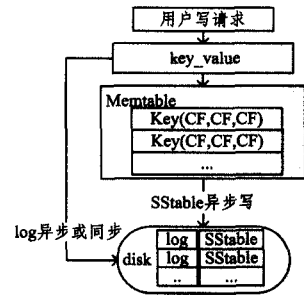 用户写请求
key_value
Memtable
Key(CF,CF,CF)
Key(CF,CF,CF)
...
SStable异步写
log异步或同步
disk
log SStable
log SStable
.. ...